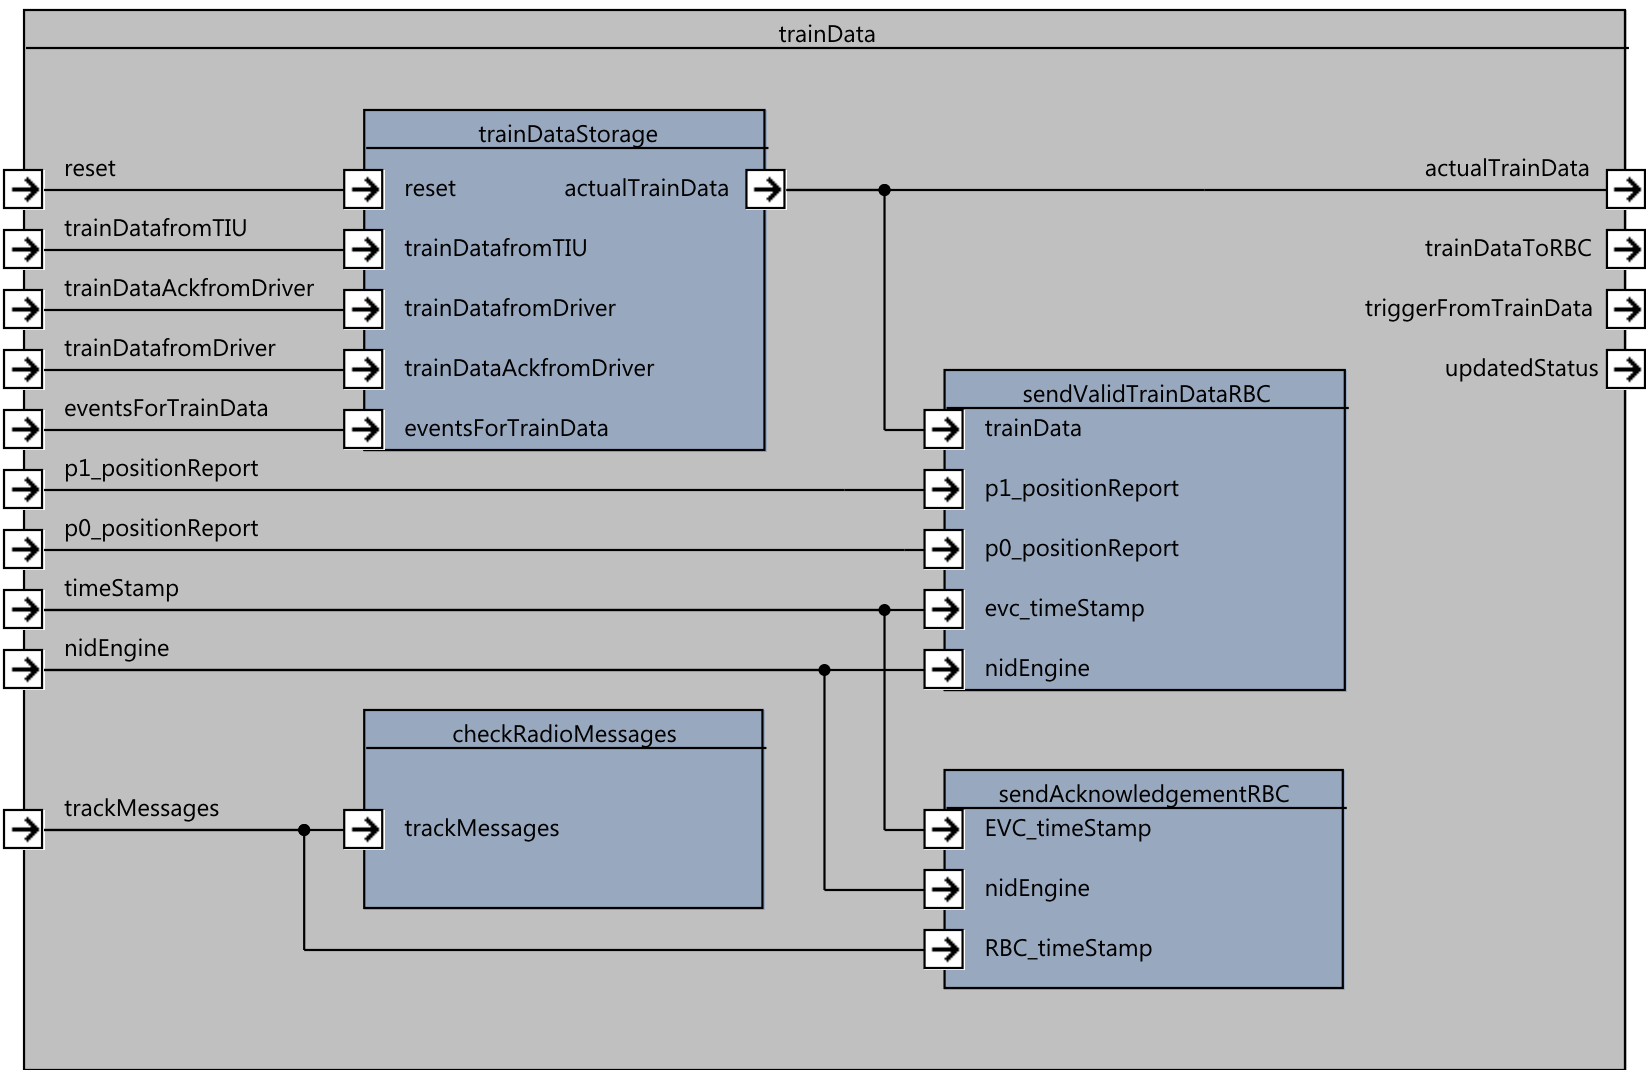 trainData
trainDataStorage
reset
reset
actualTrainData
actualTrainData
trainDatafromTIU
trainDatafromTIU
trainDataToRBC
trainDataAckfromDriver
trainDatafromDriver
triggerFromTrainData
trainDatafromDriver
trainDataAckfromDriver
updatedStatus
sendValidTrainDataRBC
eventsForTrainData
eventsForTrainData
trainData
p1_positionReport
p1_positionReport
p0_positionReport
p0_positionReport
timeStamp
evc_timeStamp
nidEngine
nidEngine
checkRadioMessages
sendAcknowledgementRBC
trackMessages
trackMessages
EVC_timeStamp
nidEngine
RBC_timeStamp